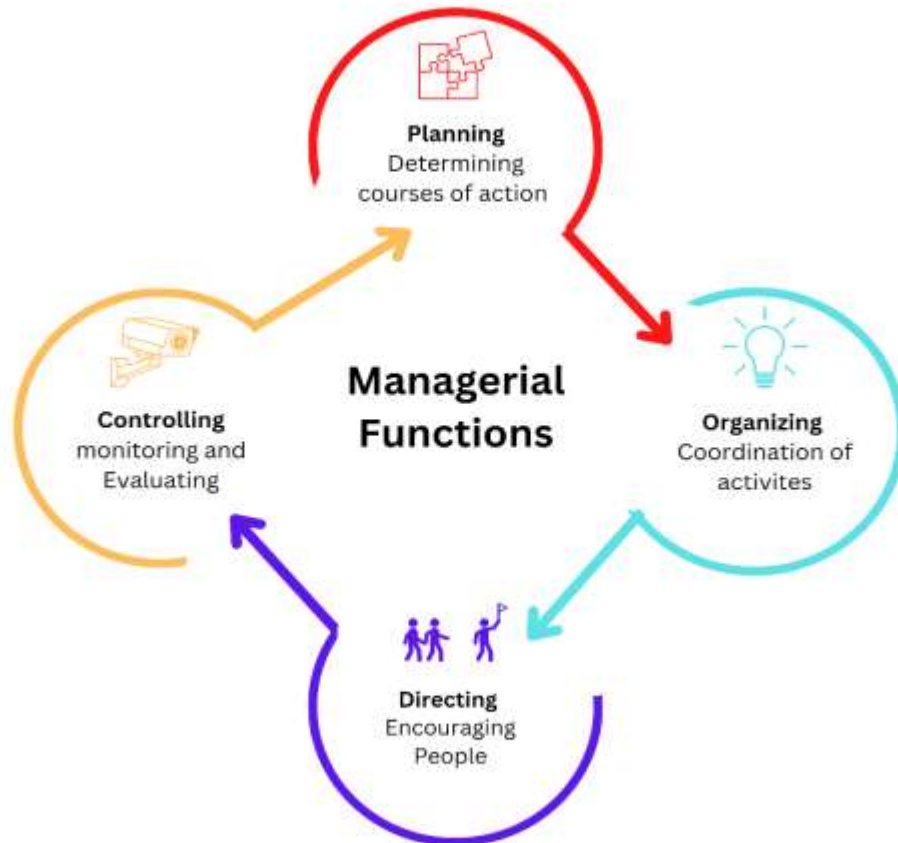 Planning
Determining
courses of action
Managerial
Functions
Organizing
Coordination of
activites
Directing
Encouraging
People
Controlling
monitoring and
Evaluating